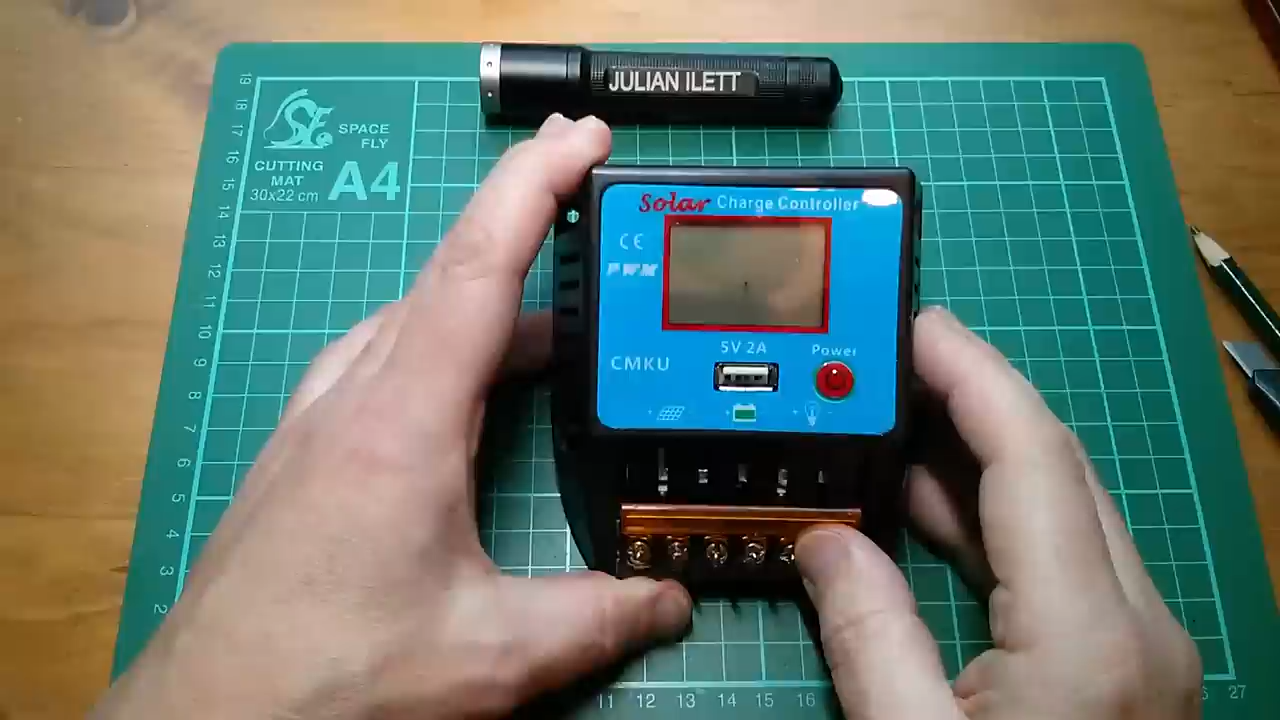 JULIAN ILETT
SPACE
FLY
CUTTING
MAT
30x22 cm
A4
Solar Charge Controller
CE
PWM
5V 2A
Power
CMKU
19
18
17
16
15
14
13
12
11
10
9
8
7
6
5
4
3
2
11 12 13 14 15 16
27